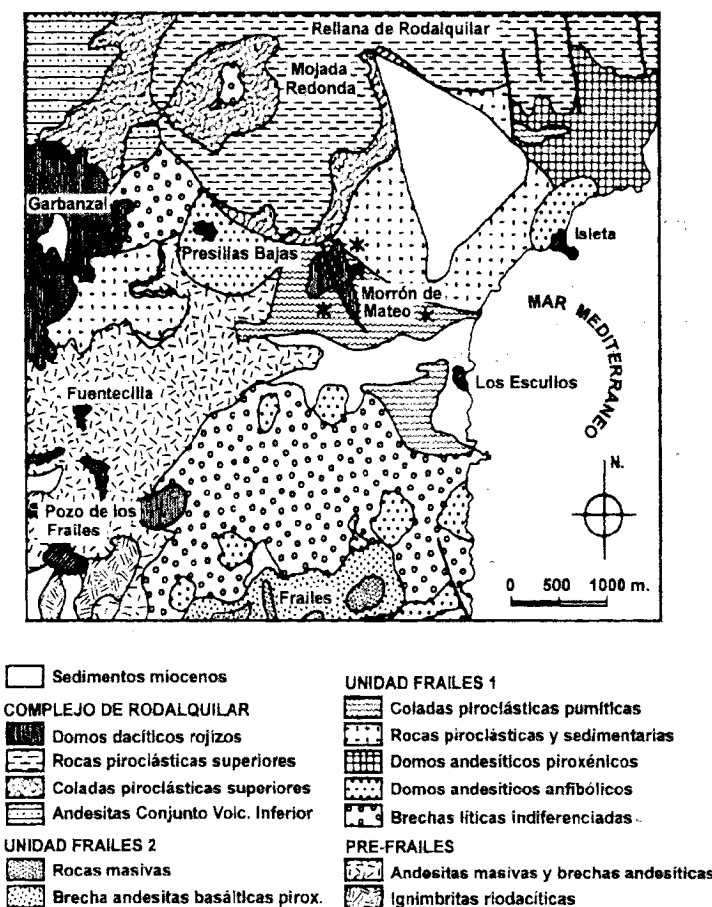 Rellana de Rodalquilar
Mojada
Redonda
Garbanzal
Presillas Bajas
Isleta
Morrón de
Mateo
MAR MEDITERRANEO
Los Escullos
Fuentecilla
N.
Pozo de los
Frailes
Frailes
0 500 1000 m.
Sedimentos miocenos
COMPLEJO DE RODALQUILAR
Domos dacíticos rojizos
Rocas piroclásticas superiores
Coladas piroclásticas superiores
Andesitas Conjunto Volc. Inferior
UNIDAD FRAILES 2
Rocas masivas
Brecha andesitas basálticas pirox.
UNIDAD FRAILES 1
Coladas piroclásticas pumíticas
Rocas piroclásticas y sedimentarias
Domos andesíticos piroxénicos
Domos andesíticos anfibólicos
Brechas líticas indiferenciadas
PRE-FRAILES
Andesitas masivas y brechas andesíticas
Ignimbritas riodacíticas